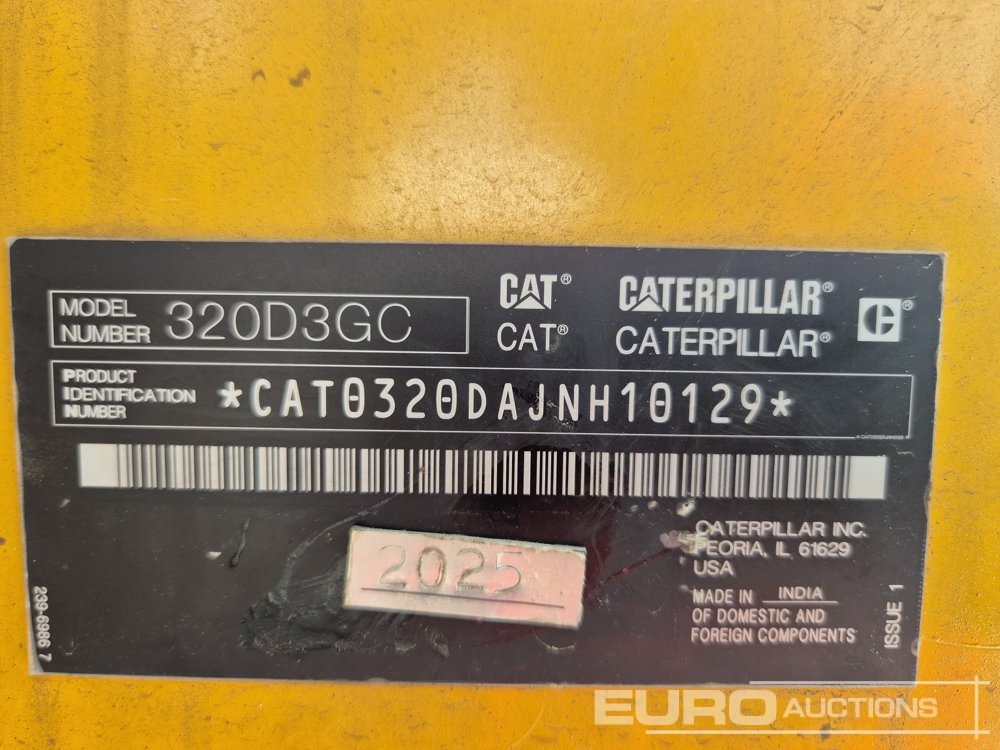 MODEL NUMBER 320D3GC
CAT® CATERPILLAR®
CAT® CATERPILLAR®
PRODUCT IDENTIFICATION NUMBER *CAT0320DAJNH10129*
2025
CATERPILLAR INC.
PEORIA, IL 61629
USA
MADE IN INDIA
OF DOMESTIC AND
FOREIGN COMPONENTS
ISSUE 1
239-6986 7
EURO AUCTIONS